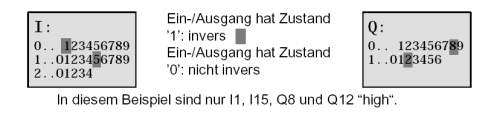 I:
0.. 123456789
1..0123456789
2..01234
Ein-/Ausgang hat Zustand
'1': invers
Ein-/Ausgang hat Zustand
'0': nicht invers
Q:
0.. 123456789
1..0123456
In diesem Beispiel sind nur I1, I15, Q8 und Q12 “high“.